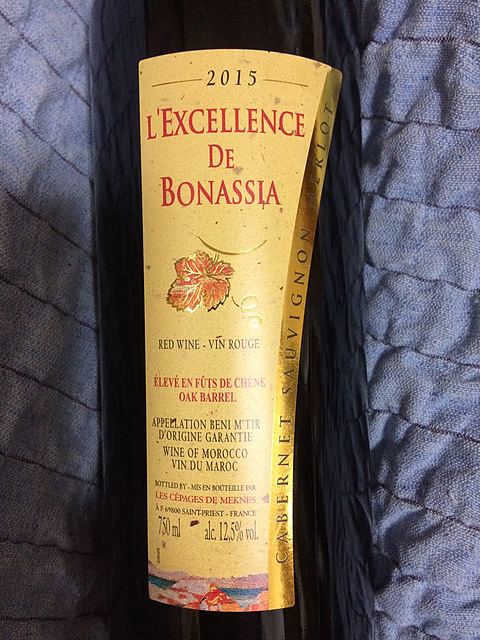 2015
L'EXCELLENCE
DE
BONASSIA
RED WINE - VIN ROUGE
ÉLEVÉ EN FÛTS DE CHÊNE
OAK BARREL
APPELLATION BENI M'TIR
D'ORIGINE GARANTIE
WINE OF MOROCCO
VIN DU MAROC
BOTTLED BY - MIS EN BOUTEILLE PAR
LES CÉPAGES DE MEKNÈS
À F 69800 SAINT-PRIEST - FRANCE
750 ml alc. 12,5% vol.
CABERNET SAUVIGNON MERLOT